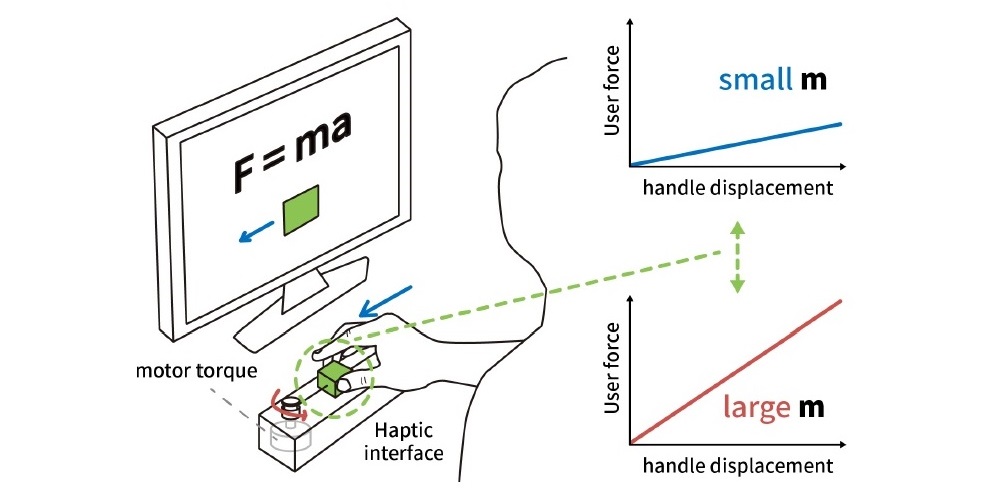 F = ma
motor torque
Haptic
interface
User force
small m
handle displacement
User force
large m
handle displacement